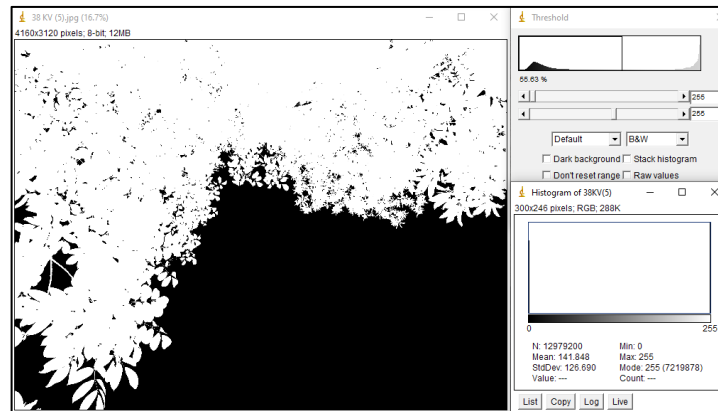 38 KV (5).jpg (16.7%)
4160x3120 pixels; 8-bit; 12MB
Threshold
55.63 %
255
255
Default
B&W
Dark background
Stack histogram
Don't reset range
Raw values
Histogram of 38KV(5)
300x246 pixels; RGB; 288K
0
255
N: 12979200
Min: 0
Mean: 141.848
Max: 255
StdDev: 126.690
Mode: 255 (7219878)
Value: ---
Count: ---
List
Copy
Log
Live